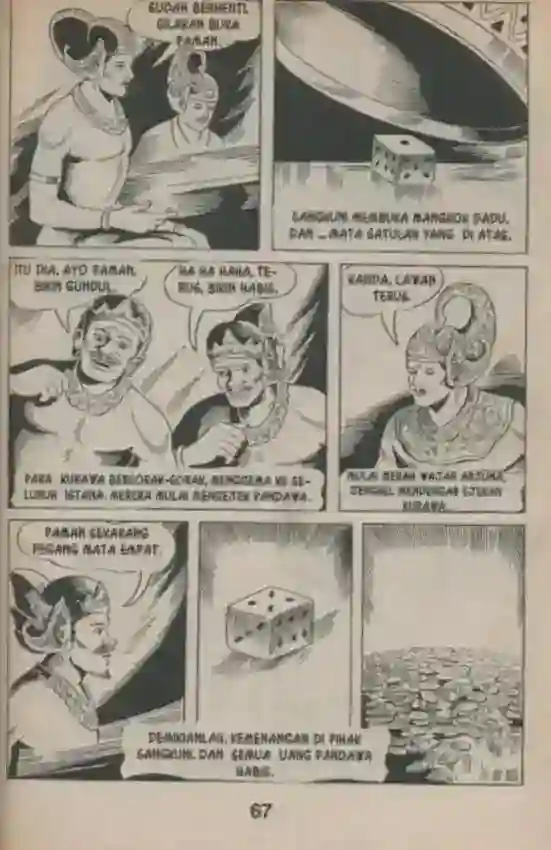 SUDAH BERHENTI.
SILAKAN BUKA
PAMAN.
SANGKUNI MEMBUKA MANGKOK DADU.
DAN ... MATA SATULAH YANG DI ATAS.
ITU DIA, AYO PAMAN,
BIKIN GUNDUL.
HA HA HAHA, TE-
RUS, BIKIN HABIS.
PARA KURAWA BERSORAK-SORAK, MENGGEMA KE SE-
LURUH ISTANA. MEREKA MULAI MENGEJEK PANDAWA.
KANDA, LAWAN
TERUS.
MULAI MERAH WAJAH ARJUNA,
MENDENGAR EJEKAN
KURAWA.
PAMAN SEKARANG
PEGANG MATA EMPAT.
DEMIKIANLAH, KEMENANGAN DI PIHAK
SANGKUNI, DAN SEMUA UANG PANDAWA
HABIS.
67